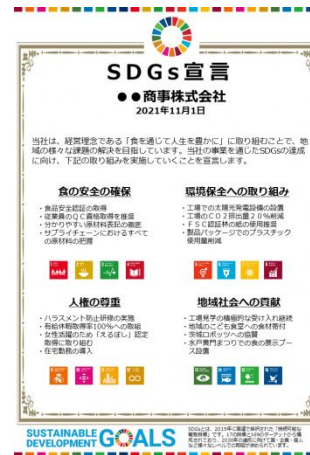 SDGs宣言
●●商事株式会社
2021年11月1日
当社は、経営理念である「食を通じて人生を豊かに」に取り組むことで、地
域の様々な課題の解決を目指しています。当社の事業を通じたSDGsの達成
に向け、下記の取り組みを実施していくことを宣言します。
食の安全の確保
・食品安全認証の取得
・従業員のQC資格取得を推奨
・分かりやすい原材料表記の徹底
・サプライチェーンにおけるすべて
の原材料の把握
環境保全への取り組み
・工場での太陽光発電設備の設置
・工場のCO2排出量20%削減
・FSC認証林の紙の使用推奨
・製品パッケージでのプラスチック
使用量削減
人権の尊重
・ハラスメント防止研修の実施
・有給休暇取得率100%への取組
・女性活躍のため「えるぼし」認定
取得に取り組む
・在宅勤務の導入
地域社会への貢献
・工場見学の積極的な受け入れ継続
・地域のこども食堂への食材寄付
・茨城ロボッツへの協賛
・水戸黄門まつりでの食の展示ブー
ス設置
SUSTAINABLE
DEVELOPMENT GOALS